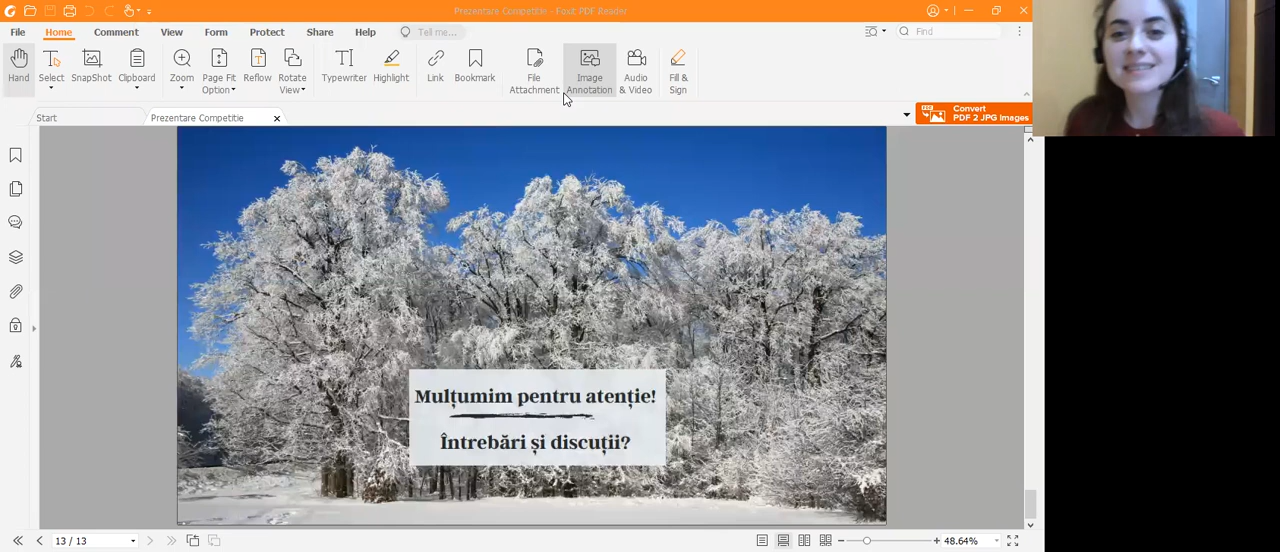 Prezentare Competitie - Foxit PDF Reader
File Home Comment View Form Protect Share Help Tell me... Find
Hand Select SnapShot Clipboard Zoom Page Fit Option Reflow Rotate View Typewriter Highlight Link Bookmark File Attachment Image Annotation Audio & Video Fill & Sign
Start Prezentare Competitie
PDF Convert
PDF 2 JPG Images
Mulțumim pentru atenție!
Întrebări și discuții?
13 / 13 48.64%